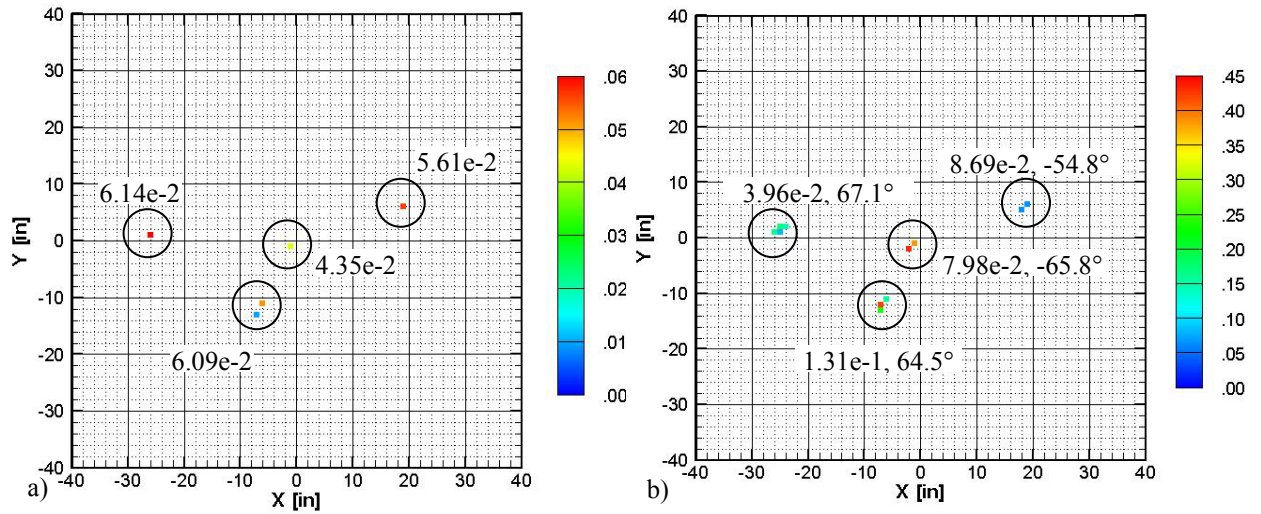 40
30
20
10
0
-10
-20
-30
-40
Y [in]
-40 -30 -20 -10 0 10 20 30 40
X [in]
a)
6.14e-2
5.61e-2
4.35e-2
6.09e-2
.06
.05
.04
.03
.02
.01
.00
40
30
20
10
0
-10
-20
-30
-40
Y [in]
-40 -30 -20 -10 0 10 20 30 40
X [in]
b)
8.69e-2, -54.8°
3.96e-2, 67.1°
7.98e-2, -65.8°
1.31e-1, 64.5°
.45
.40
.35
.30
.25
.20
.15
.10
.05
.00